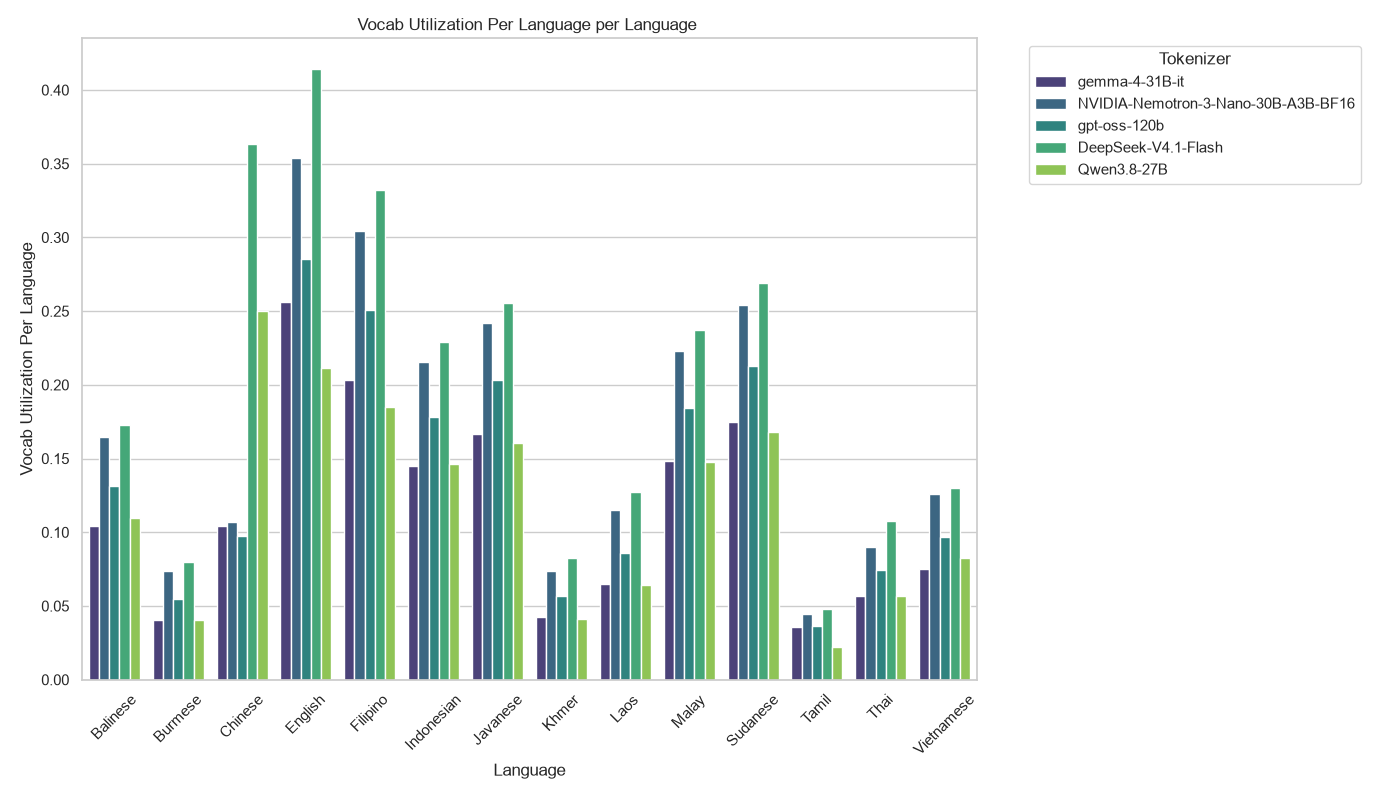 Vocab Utilization Per Language per Language
Tokenizer
gemma-4-31B-it
NVIDIA-Nemotron-3-Nano-30B-A3B-BF16
gpt-oss-120b
DeepSeek-V4.1-Flash
Qwen3.8-27B
Vocab Utilization Per Language
0.40
0.35
0.30
0.25
0.20
0.15
0.10
0.05
0.00
Balinese
Burmese
Chinese
English
Filipino
Indonesian
Javanese
Khmer
Laos
Malay
Sudanese
Tamil
Thai
Vietnamese
Language